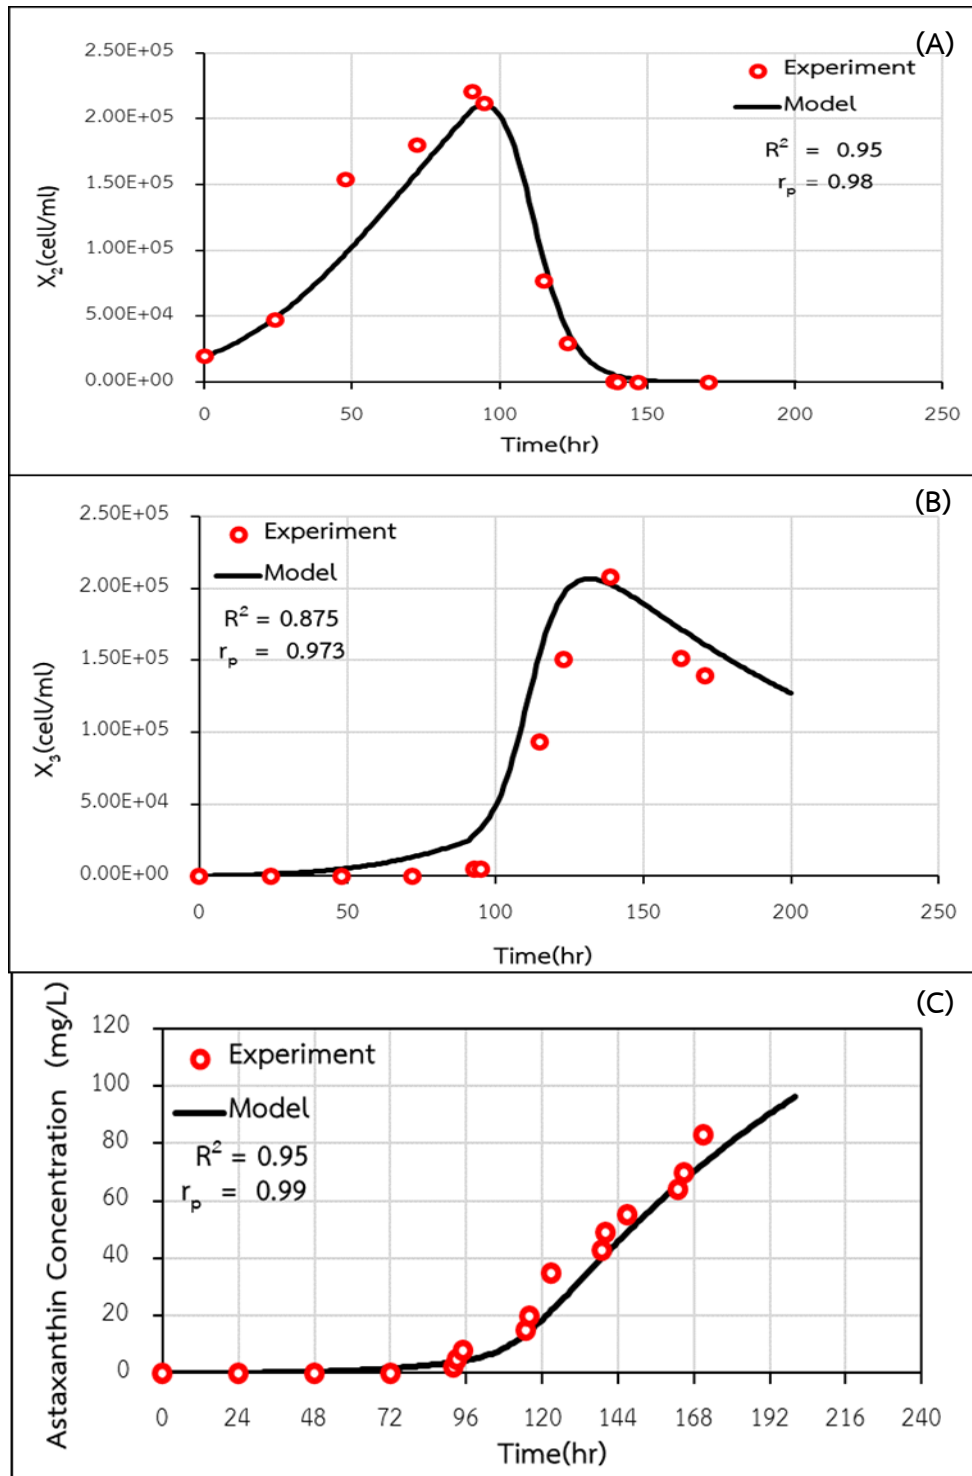 (A)
2.50E+05
2.00E+05
1.50E+05
1.00E+05
5.00E+04
0.00E+00
X2(cell/ml)
Experiment
Model
R² = 0.95
rp = 0.98
0 50 100 150 200 250
Time(hr)
(B)
2.50E+05
2.00E+05
1.50E+05
1.00E+05
5.00E+04
0.00E+00
X3(cell/ml)
Experiment
Model
R² = 0.875
rp = 0.973
0 50 100 150 200 250
Time(hr)
(C)
120
100
80
60
40
20
0
Astaxanthin Concentration (mg/L)
Experiment
Model
R² = 0.95
rp = 0.99
0 24 48 72 96 120 144 168 192 216 240
Time(hr)